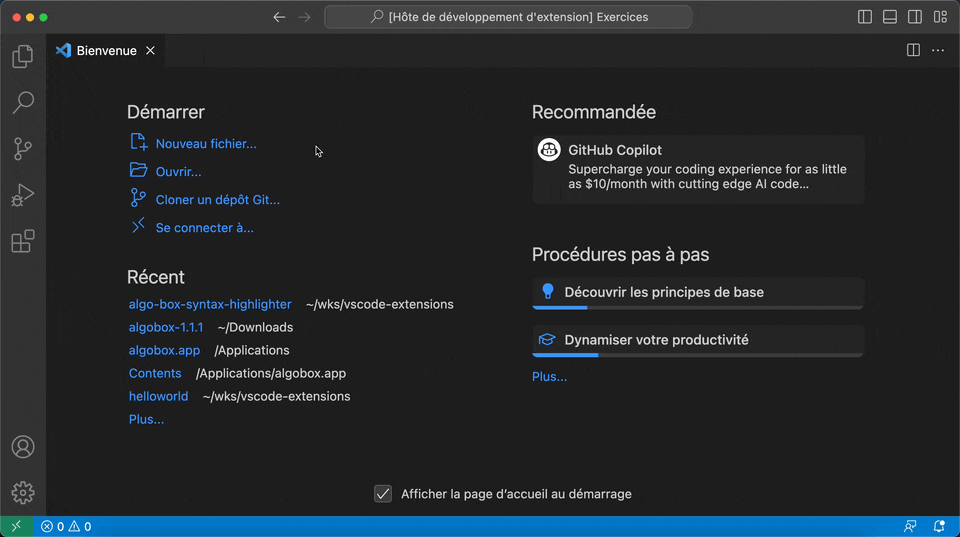 [Hôte de développement d'extension] Exercices
Bienvenue
Démarrer
Nouveau fichier...
Ouvrir...
Cloner un dépôt Git...
Se connecter à...
Récent
algo-box-syntax-highlighter ~/wks/vscode-extensions
algobox-1.1.1 ~/Downloads
algobox.app /Applications
Contents /Applications/algobox.app
helloworld ~/wks/vscode-extensions
Plus...
Recommandée
GitHub Copilot
Supercharge your coding experience for as little
as $10/month with cutting edge AI code...
Procédures pas à pas
Découvrir les principes de base
Dynamiser votre productivité
Plus...
Afficher la page d’accueil au démarrage
0 0